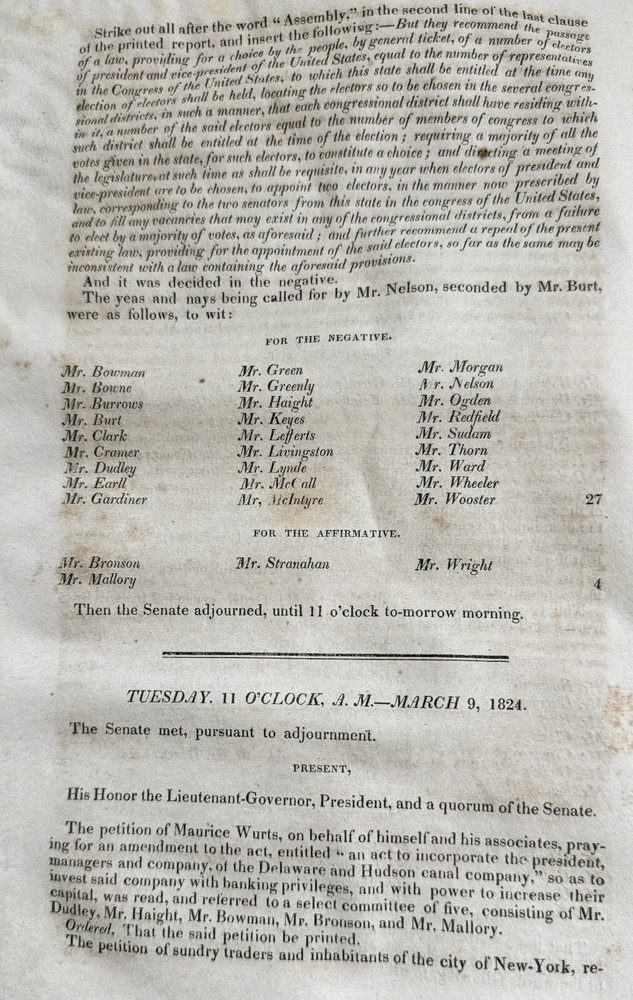 Strike out all after the word “ Assembly,” in the second line of the last clause
of the printed report, and insert the following:—But they recommend the passage
of a law, providing for a choice by the people, by general ticket, of a number of electors
of president and vice-president of the United States, equal to the number of representatives
in the Congress of the United States, to which this state shall be entitled at the time any
election of electors shall be held, locating the electors so to be chosen in the several congres-
sional districts, in such a manner, that each congressional district shall have residing with-
in it, a number of the said electors equal to the number of members of congress to which
such district shall be entitled at the time of the election ; requiring a majority of all the
votes given in the state, for such electors, to constitute a choice ; and directing a meeting of
the legislature, at such time as shall be requisite, in any year when electors of president and
vice-president are to be chosen, to appoint two electors, in the manner now prescribed by
law, corresponding to the two senators from this state in the congress of the United States,
and to fill any vacancies that may exist in any of the congressional districts, from a failure
to elect by a majority of votes, as aforesaid ; and further recommend a repeal of the present
existing law, providing for the appointment of the said electors, so far as the same may be
inconsistent with a law containing the aforesaid provisions.
And it was decided in the negative.
The yeas and nays being called for by Mr. Nelson, seconded by Mr. Burt,
were as follows, to wit:
FOR THE NEGATIVE.
Mr. Bowman Mr. Green Mr. Morgan
Mr. Bowne Mr. Greenly Mr. Nelson
Mr. Burrows Mr. Haight Mr. Ogden
Mr. Burt Mr. Keyes Mr. Redfield
Mr. Clark Mr. Lefferts Mr. Sudam
Mr. Cramer Mr. Livingston Mr. Thorn
Mr. Dudley Mr. Lynde Mr. Ward
Mr. Earll Mr. McCall Mr. Wheeler
Mr. Gardiner Mr, McIntyre Mr. Wooster 27
FOR THE AFFIRMATIVE.
Mr. Bronson Mr. Stranahan Mr. Wright
Mr. Mallory 4
Then the Senate adjourned, until 11 o'clock to-morrow morning.
TUESDAY. 11 O'CLOCK, A. M.—MARCH 9, 1824.
The Senate met, pursuant to adjournment.
PRESENT,
His Honor the Lieutenant-Governor, President, and a quorum of the Senate.
The petition of Maurice Wurts, on behalf of himself and his associates, pray-
ing for an amendment to the act, entitled “ an act to incorporate the president,
managers and company, of the Delaware and Hudson canal company,” so as to
invest said company with banking privileges, and with power to increase their
capital, was read, and referred to a select committee of five, consisting of Mr.
Dudley, Mr. Haight, Mr. Bowman, Mr. Bronson, and Mr. Mallory.
Ordered, That the said petition be printed.
The petition of sundry traders and inhabitants of the city of New-York, re-